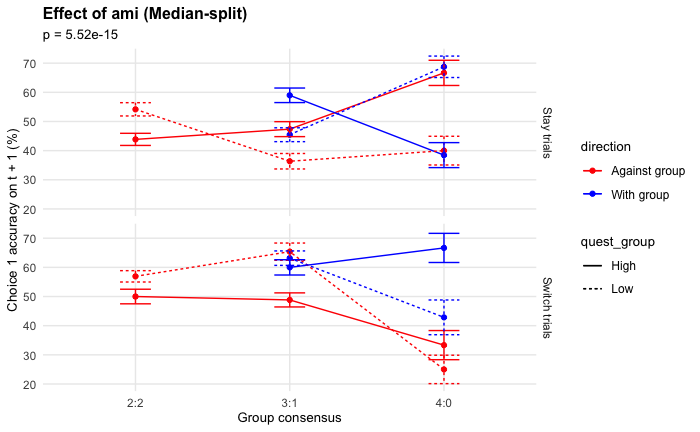 Effect of ami (Median-split)
p = 5.52e-15
Choice 1 accuracy on t + 1 (%)
70
60
50
40
30
20
Stay trials
70
60
50
40
30
20
Switch trials
2:2
3:1
4:0
Group consensus
direction
Against group
With group
quest_group
High
Low